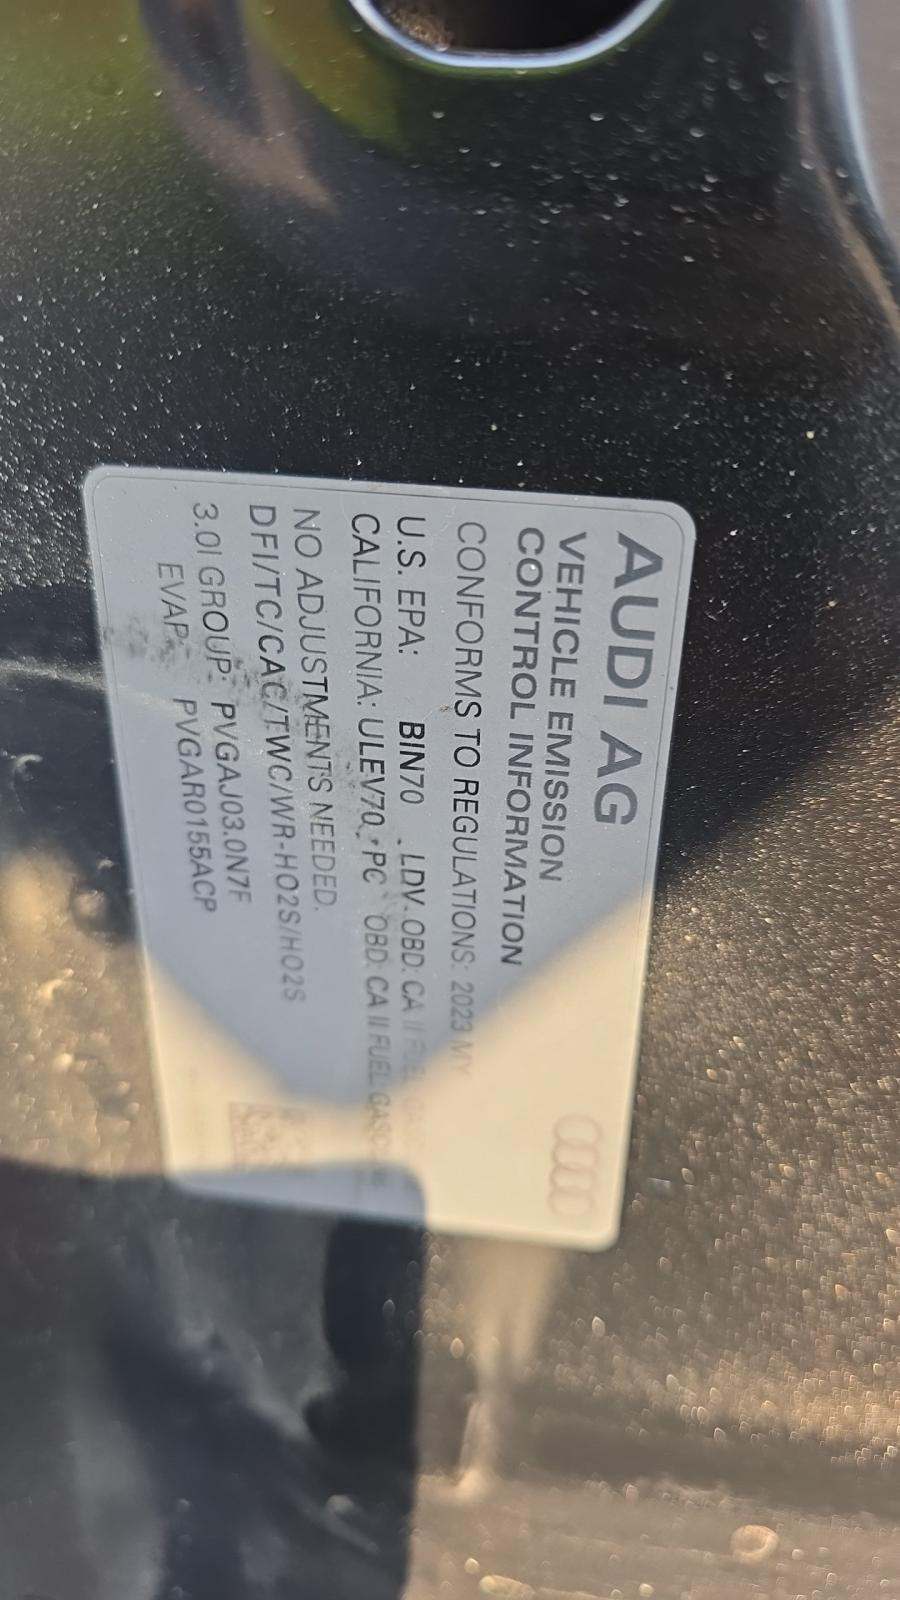 AUDI AG
VEHICLE EMISSION
CONTROL INFORMATION
CONFORMS TO REGULATIONS: 2023 MY
U.S. EPA: BIN70 LDV OBD: CA II FUEL
CALIFORNIA: ULEV70 PC OBD: CA II FUEL:
NO ADJUSTMENTS NEEDED.
DFI/TC/CAC/TWC/WR-HO2S/HO2S
3.0l GROUP: PVGAJ03.0N7F
EVAP: PVGAR0155ACP